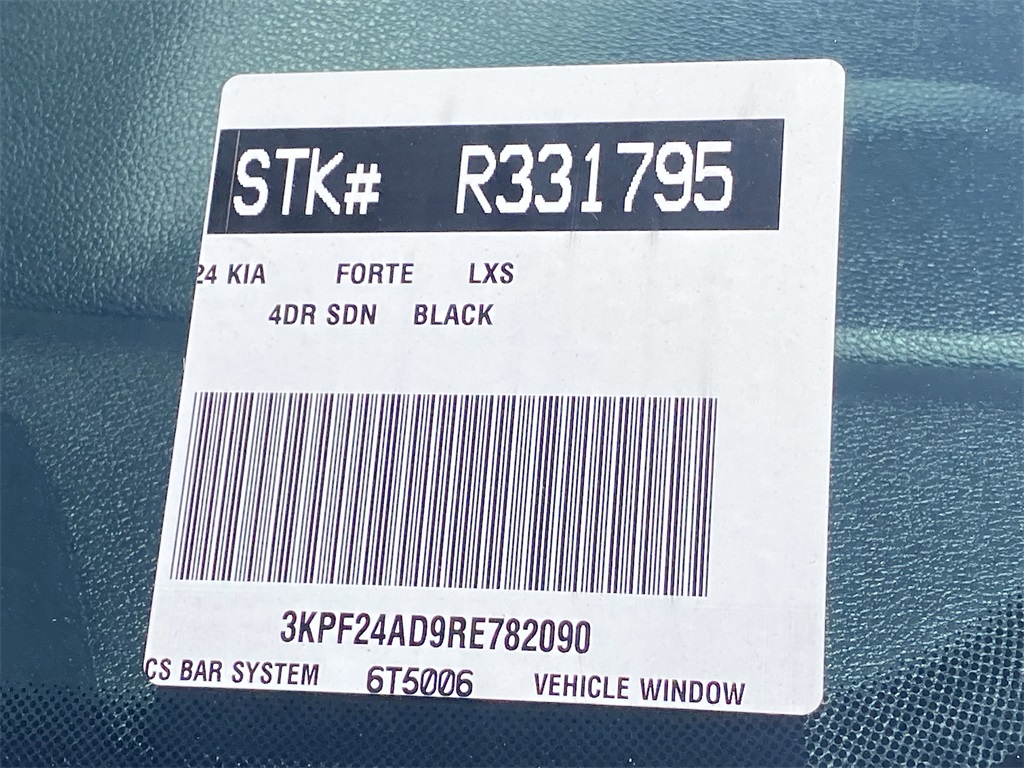 STK# R331795
24 KIA FORTE LXS
4DR SDN BLACK
3KPF24AD9RE782090
CS BAR SYSTEM 6T5006 VEHICLE WINDOW